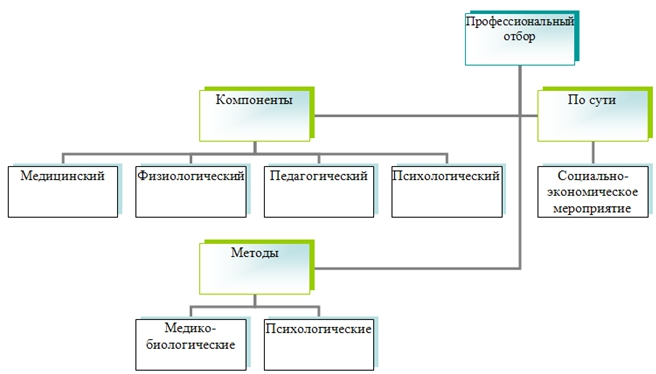 Профессиональный
отбор
Компоненты
По сути
Медицинский
Физиологический
Педагогический
Психологический
Социально-
экономическое
мероприятие
Методы
Медико-
биологические
Психологические